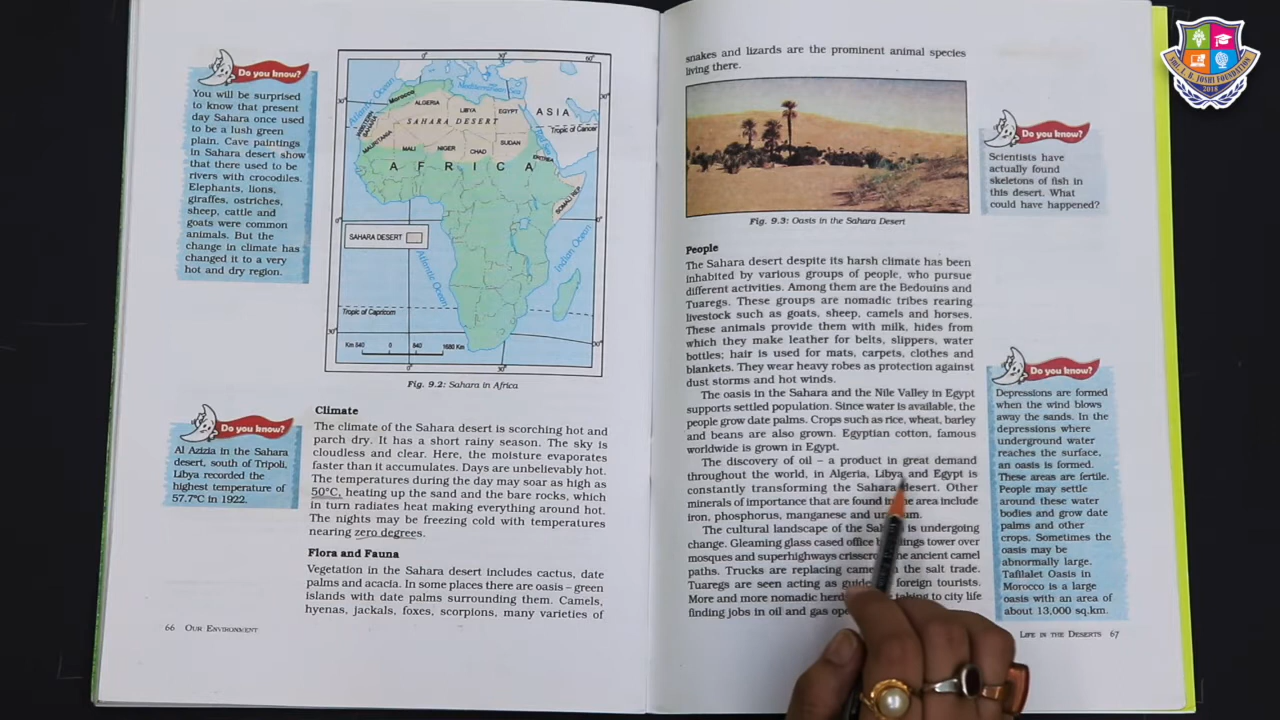 Do you know?
You will be surprised
to know that present
day Sahara once used
to be a lush green
plain. Cave paintings
in Sahara desert show
that there used to be
rivers with crocodiles.
Elephants, lions,
giraffes, ostriches,
sheep, cattle and
goats were common
animals. But the
change in climate has
changed it to a very
hot and dry region.
0°
30°
60°
Atlantic Ocean
Mediterranean
Morocco
ALGERIA
LIBYA
EGYPT
ASIA
WESTERN SAHARA
SAHARA DESERT
Tropic of Cancer
MAURITANIA
MALI
NIGER
CHAD
SUDAN
ERITREA
AFRICA
SOMALI REP.
SAHARA DESERT
Atlantic Ocean
Indian Ocean
Tropic of Capricorn
Km 840 0 840 1680 Km
Fig. 9.2: Sahara in Africa
Do you know?
Al Azizia in the Sahara
desert, south of Tripoli,
Libya recorded the
highest temperature of
57.7°C in 1922.
Climate
The climate of the Sahara desert is scorching hot and
parch dry. It has a short rainy season. The sky is
cloudless and clear. Here, the moisture evaporates
faster than it accumulates. Days are unbelievably hot.
The temperatures during the day may soar as high as
50°C, heating up the sand and the bare rocks, which
in turn radiates heat making everything around hot.
The nights may be freezing cold with temperatures
nearing zero degrees.
Flora and Fauna
Vegetation in the Sahara desert includes cactus, date
palms and acacia. In some places there are oasis – green
islands with date palms surrounding them. Camels,
hyenas, jackals, foxes, scorpions, many varieties of
66 OUR ENVIRONMENT
snakes and lizards are the prominent animal species
living there.
Fig. 9.3: Oasis in the Sahara Desert
Do you know?
Scientists have
actually found
skeletons of fish in
this desert. What
could have happened?
People
The Sahara desert despite its harsh climate has been
inhabited by various groups of people, who pursue
different activities. Among them are the Bedouins and
Tuaregs. These groups are nomadic tribes rearing
livestock such as goats, sheep, camels and horses.
These animals provide them with milk, hides from
which they make leather for belts, slippers, water
bottles; hair is used for mats, carpets, clothes and
blankets. They wear heavy robes as protection against
dust storms and hot winds.
The oasis in the Sahara and the Nile Valley in Egypt
supports settled population. Since water is available, the
people grow date palms. Crops such as rice, wheat, barley
and beans are also grown. Egyptian cotton, famous
worldwide is grown in Egypt.
The discovery of oil – a product in great demand
throughout the world, in Algeria, Libya and Egypt is
constantly transforming the Sahara desert. Other
minerals of importance that are found in the area include
iron, phosphorus, manganese and
The cultural landscape of the is undergoing
change. Gleaming glass cased office tower over
mosques and superhighways ancient camel
paths. Trucks are replacing the salt trade.
Tuaregs are seen acting as foreign tourists.
More and more nomadic taking to city life
finding jobs in oil and gas
Do you know?
Depressions are formed
when the wind blows
away the sands. In the
depressions where
underground water
reaches the surface,
an oasis is formed.
These areas are fertile.
People may settle
around these water
bodies and grow date
palms and other
crops. Sometimes the
oasis may be
abnormally large.
Tafilalet Oasis in
Morocco is a large
oasis with an area of
about 13,000 sq.km.
LIFE IN THE DESERTS 67
SHL. I. B. JOSHI FOUNDATION
2018